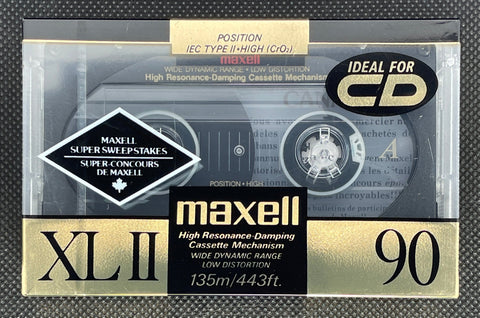 POSITION
IEC TYPE II • HIGH (CrO₂)
maxell
WIDE DYNAMIC RANGE • LOW DISTORTION
High Resonance-Damping Cassette Mechanism
IDEAL FOR
CD
MAXELL
SUPER SWEEPSTAKES
SUPER-CONCOURS
DE MAXELL
A
POSITION • HIGH
maxell
High Resonance-Damping
Cassette Mechanism
WIDE DYNAMIC RANGE
LOW DISTORTION
135m/443ft.
XL II
90